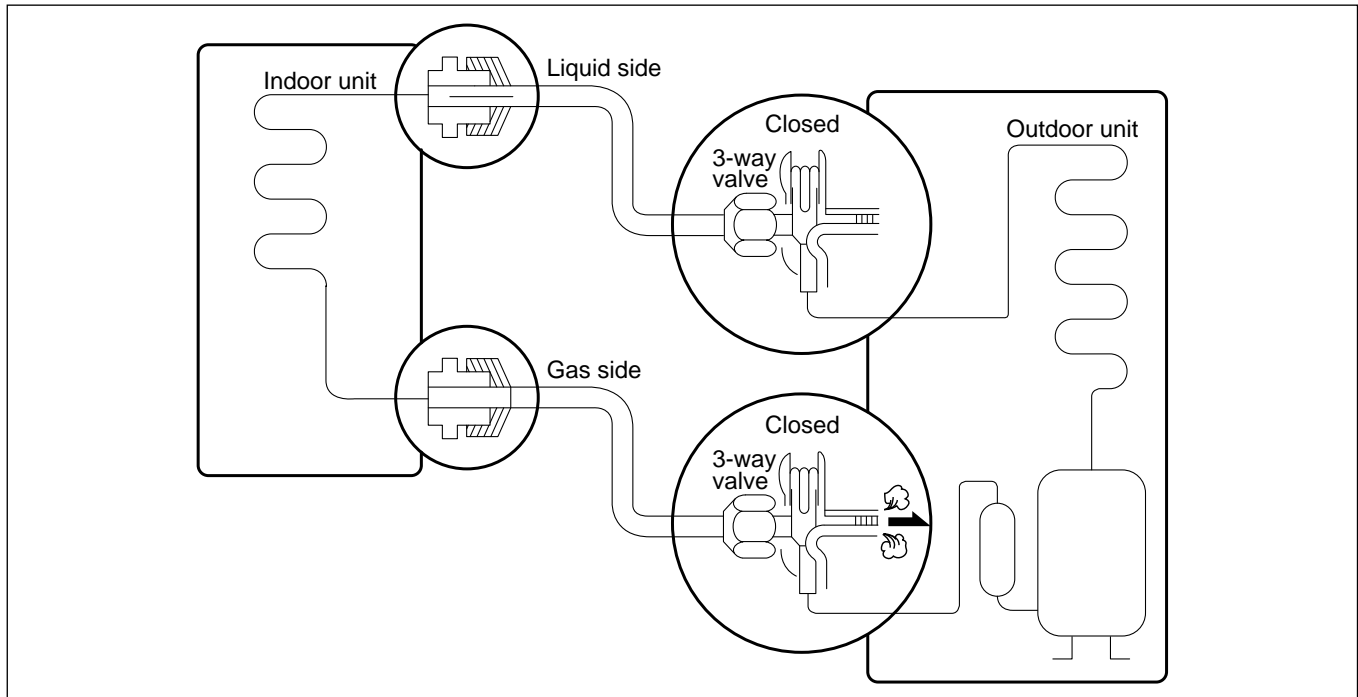 Indoor unit
Liquid side
Closed
3-way
valve
Outdoor unit
Gas side
Closed
3-way
valve